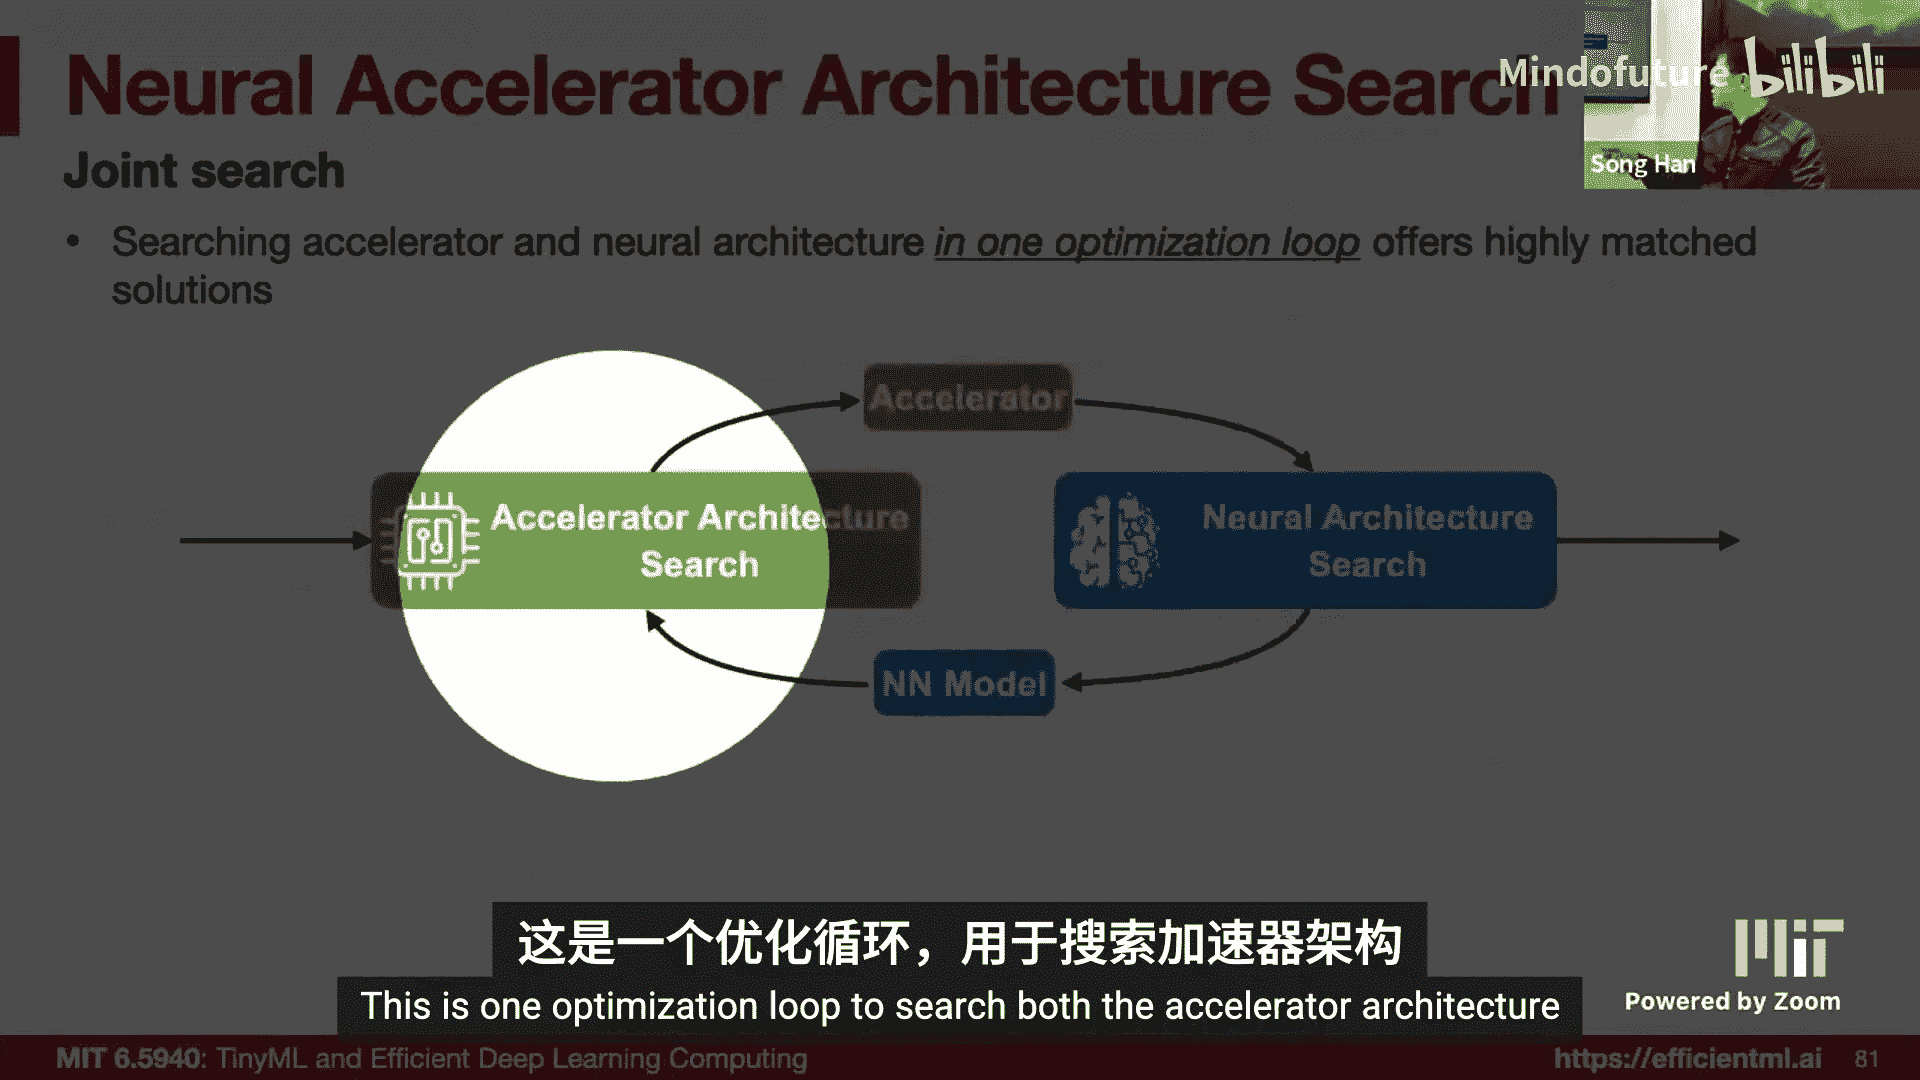 Neural Accelerator Architecture Search
Mindofuture bilibili
Song Han
Joint search
• Searching accelerator and neural architecture in one optimization loop offers highly matched
solutions
Accelerator
Accelerator Architecture
Search
Neural Architecture
Search
NN Model
这是一个优化循环，用于搜索加速器架构
This is one optimization loop to search both the accelerator architecture
MIT
Powered by Zoom
MIT 6.5940: TinyML and Efficient Deep Learning Computing
https://efficientml.ai 81